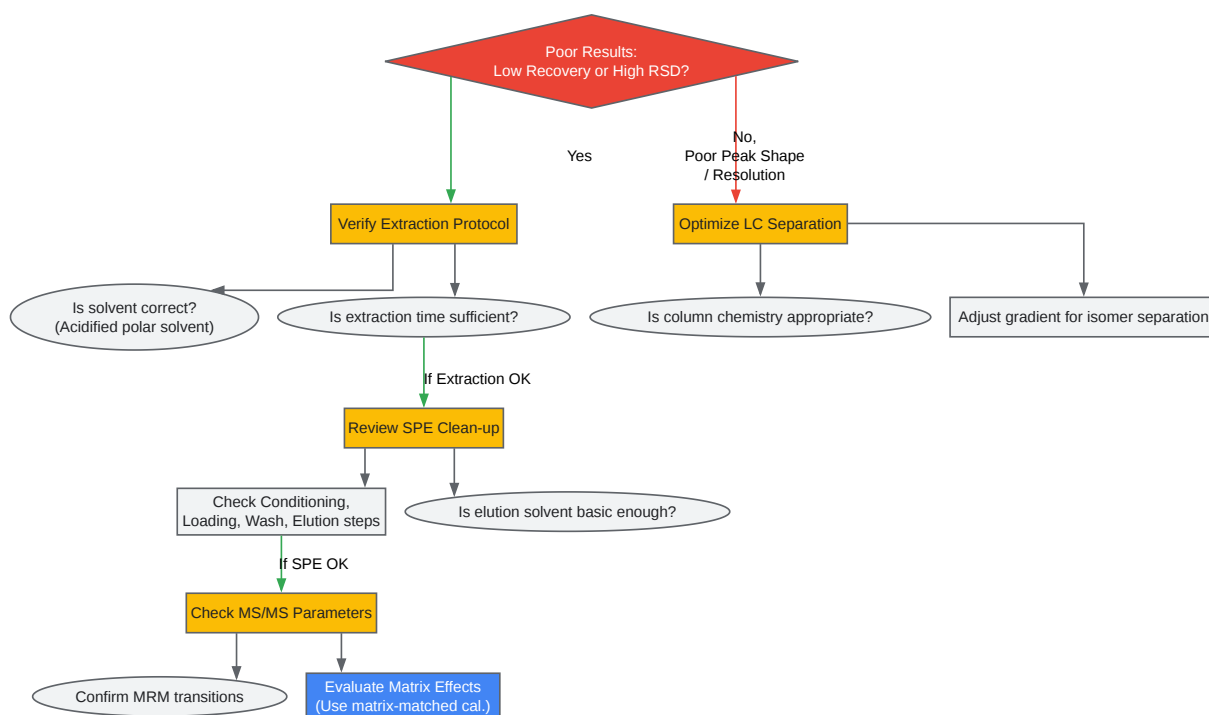 Poor Results:
Low Recovery or High RSD?
Yes
No,
Poor Peak Shape
/ Resolution
Verify Extraction Protocol
Optimize LC Separation
Is solvent correct?
(Acidified polar solvent)
Is extraction time sufficient?
Is column chemistry appropriate?
Adjust gradient for isomer separation
If Extraction OK
Review SPE Clean-up
Check Conditioning,
Loading, Wash, Elution steps
Is elution solvent basic enough?
If SPE OK
Check MS/MS Parameters
Confirm MRM transitions
Evaluate Matrix Effects
(Use matrix-matched cal.)